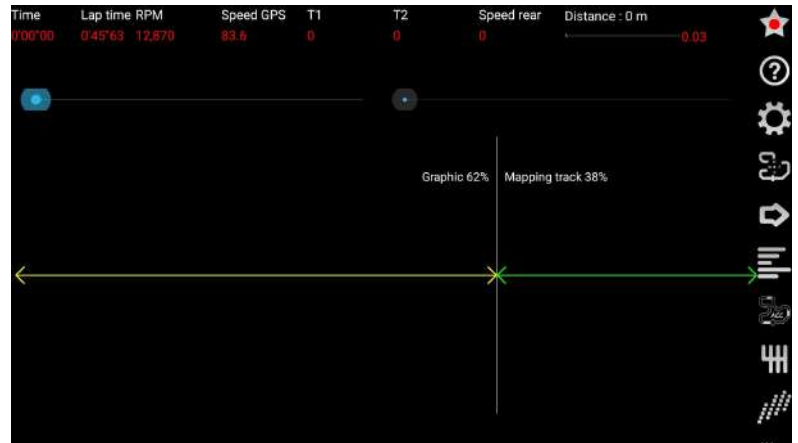 Time Lap time RPM Speed GPS T1 T2 Speed rear Distance : 0 m
0'00"00 0'45"63 12,870 83.6 0 0 0 0.03
Graphic 62% Mapping track 38%
ACC